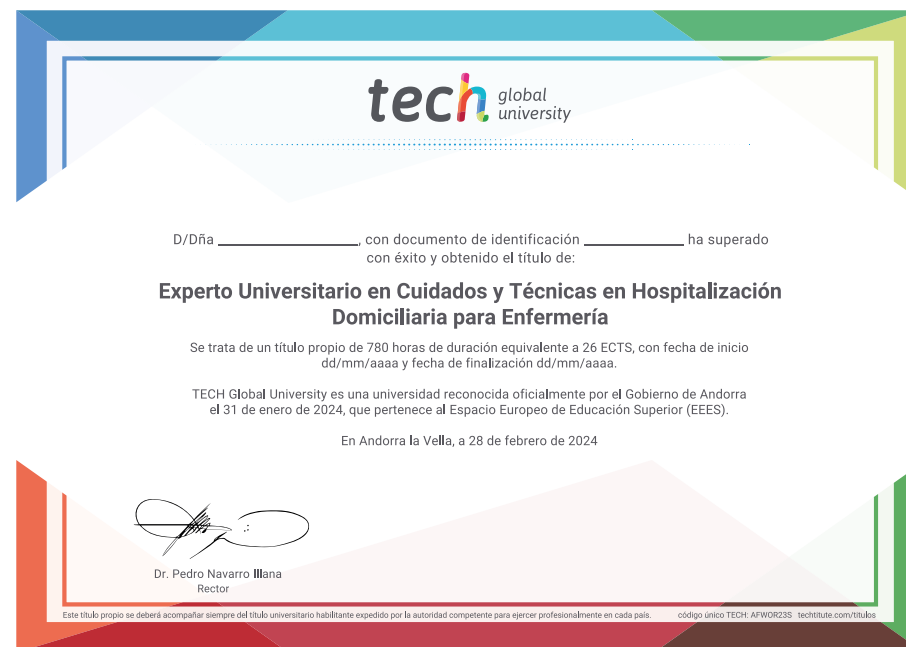 tech global
university
D/Dña ____________________, con documento de identificación ______________ ha superado
con éxito y obtenido el título de:
Experto Universitario en Cuidados y Técnicas en Hospitalización
Domiciliaria para Enfermería
Se trata de un título propio de 780 horas de duración equivalente a 26 ECTS, con fecha de inicio
dd/mm/aaaa y fecha de finalización dd/mm/aaaa.
TECH Global University es una universidad reconocida oficialmente por el Gobierno de Andorra
el 31 de enero de 2024, que pertenece al Espacio Europeo de Educación Superior (EEES).
En Andorra la Vella, a 28 de febrero de 2024
Dr. Pedro Navarro Illana
Rector
Este título propio se deberá acompañar siempre del título universitario habilitante expedido por la autoridad competente para ejercer profesionalmente en cada país. código único TECH: AFWOR23S techtitute.com/titulos